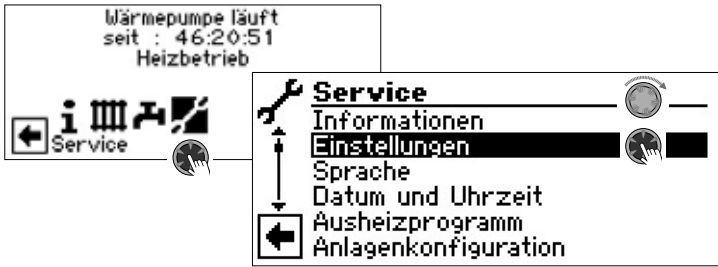 Wärmepumpe läuft
seit : 46:20:51
Heizbetrieb
Service
Service
Informationen
Einstellungen
Sprache
Datum und Uhrzeit
Ausheizprogramm
Anlagenkonfiguration